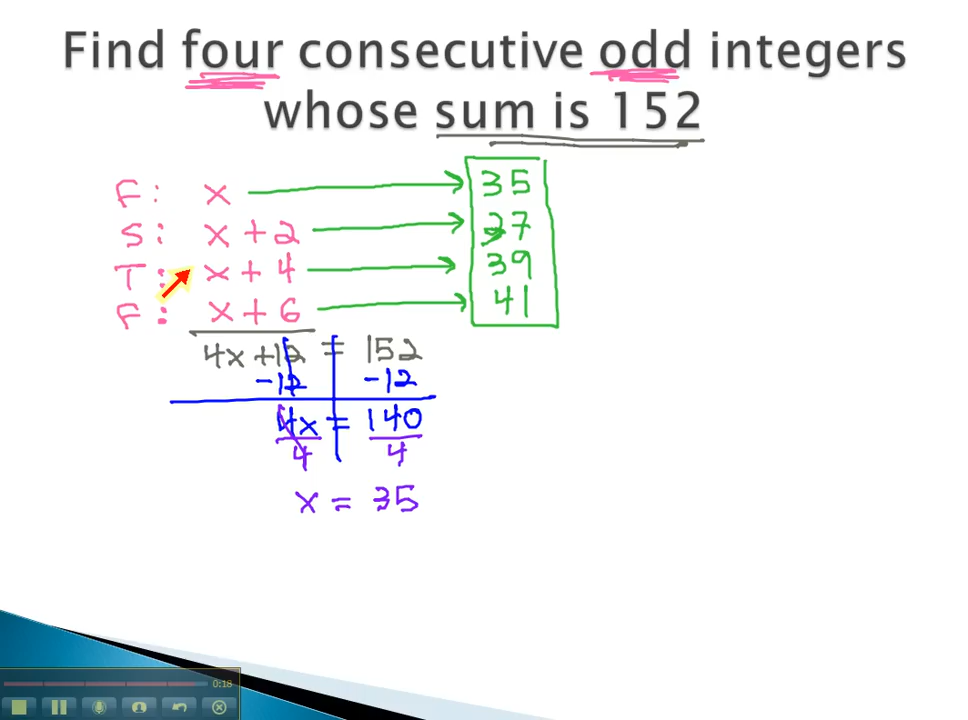 Find four consecutive odd integers
whose sum is 152
F: x → 35
S: x + 2 → 37
T: x + 4 → 39
F: x + 6 → 41
4x + 12 = 152
-12 -12
4x = 140
4 4
x = 35
0:18